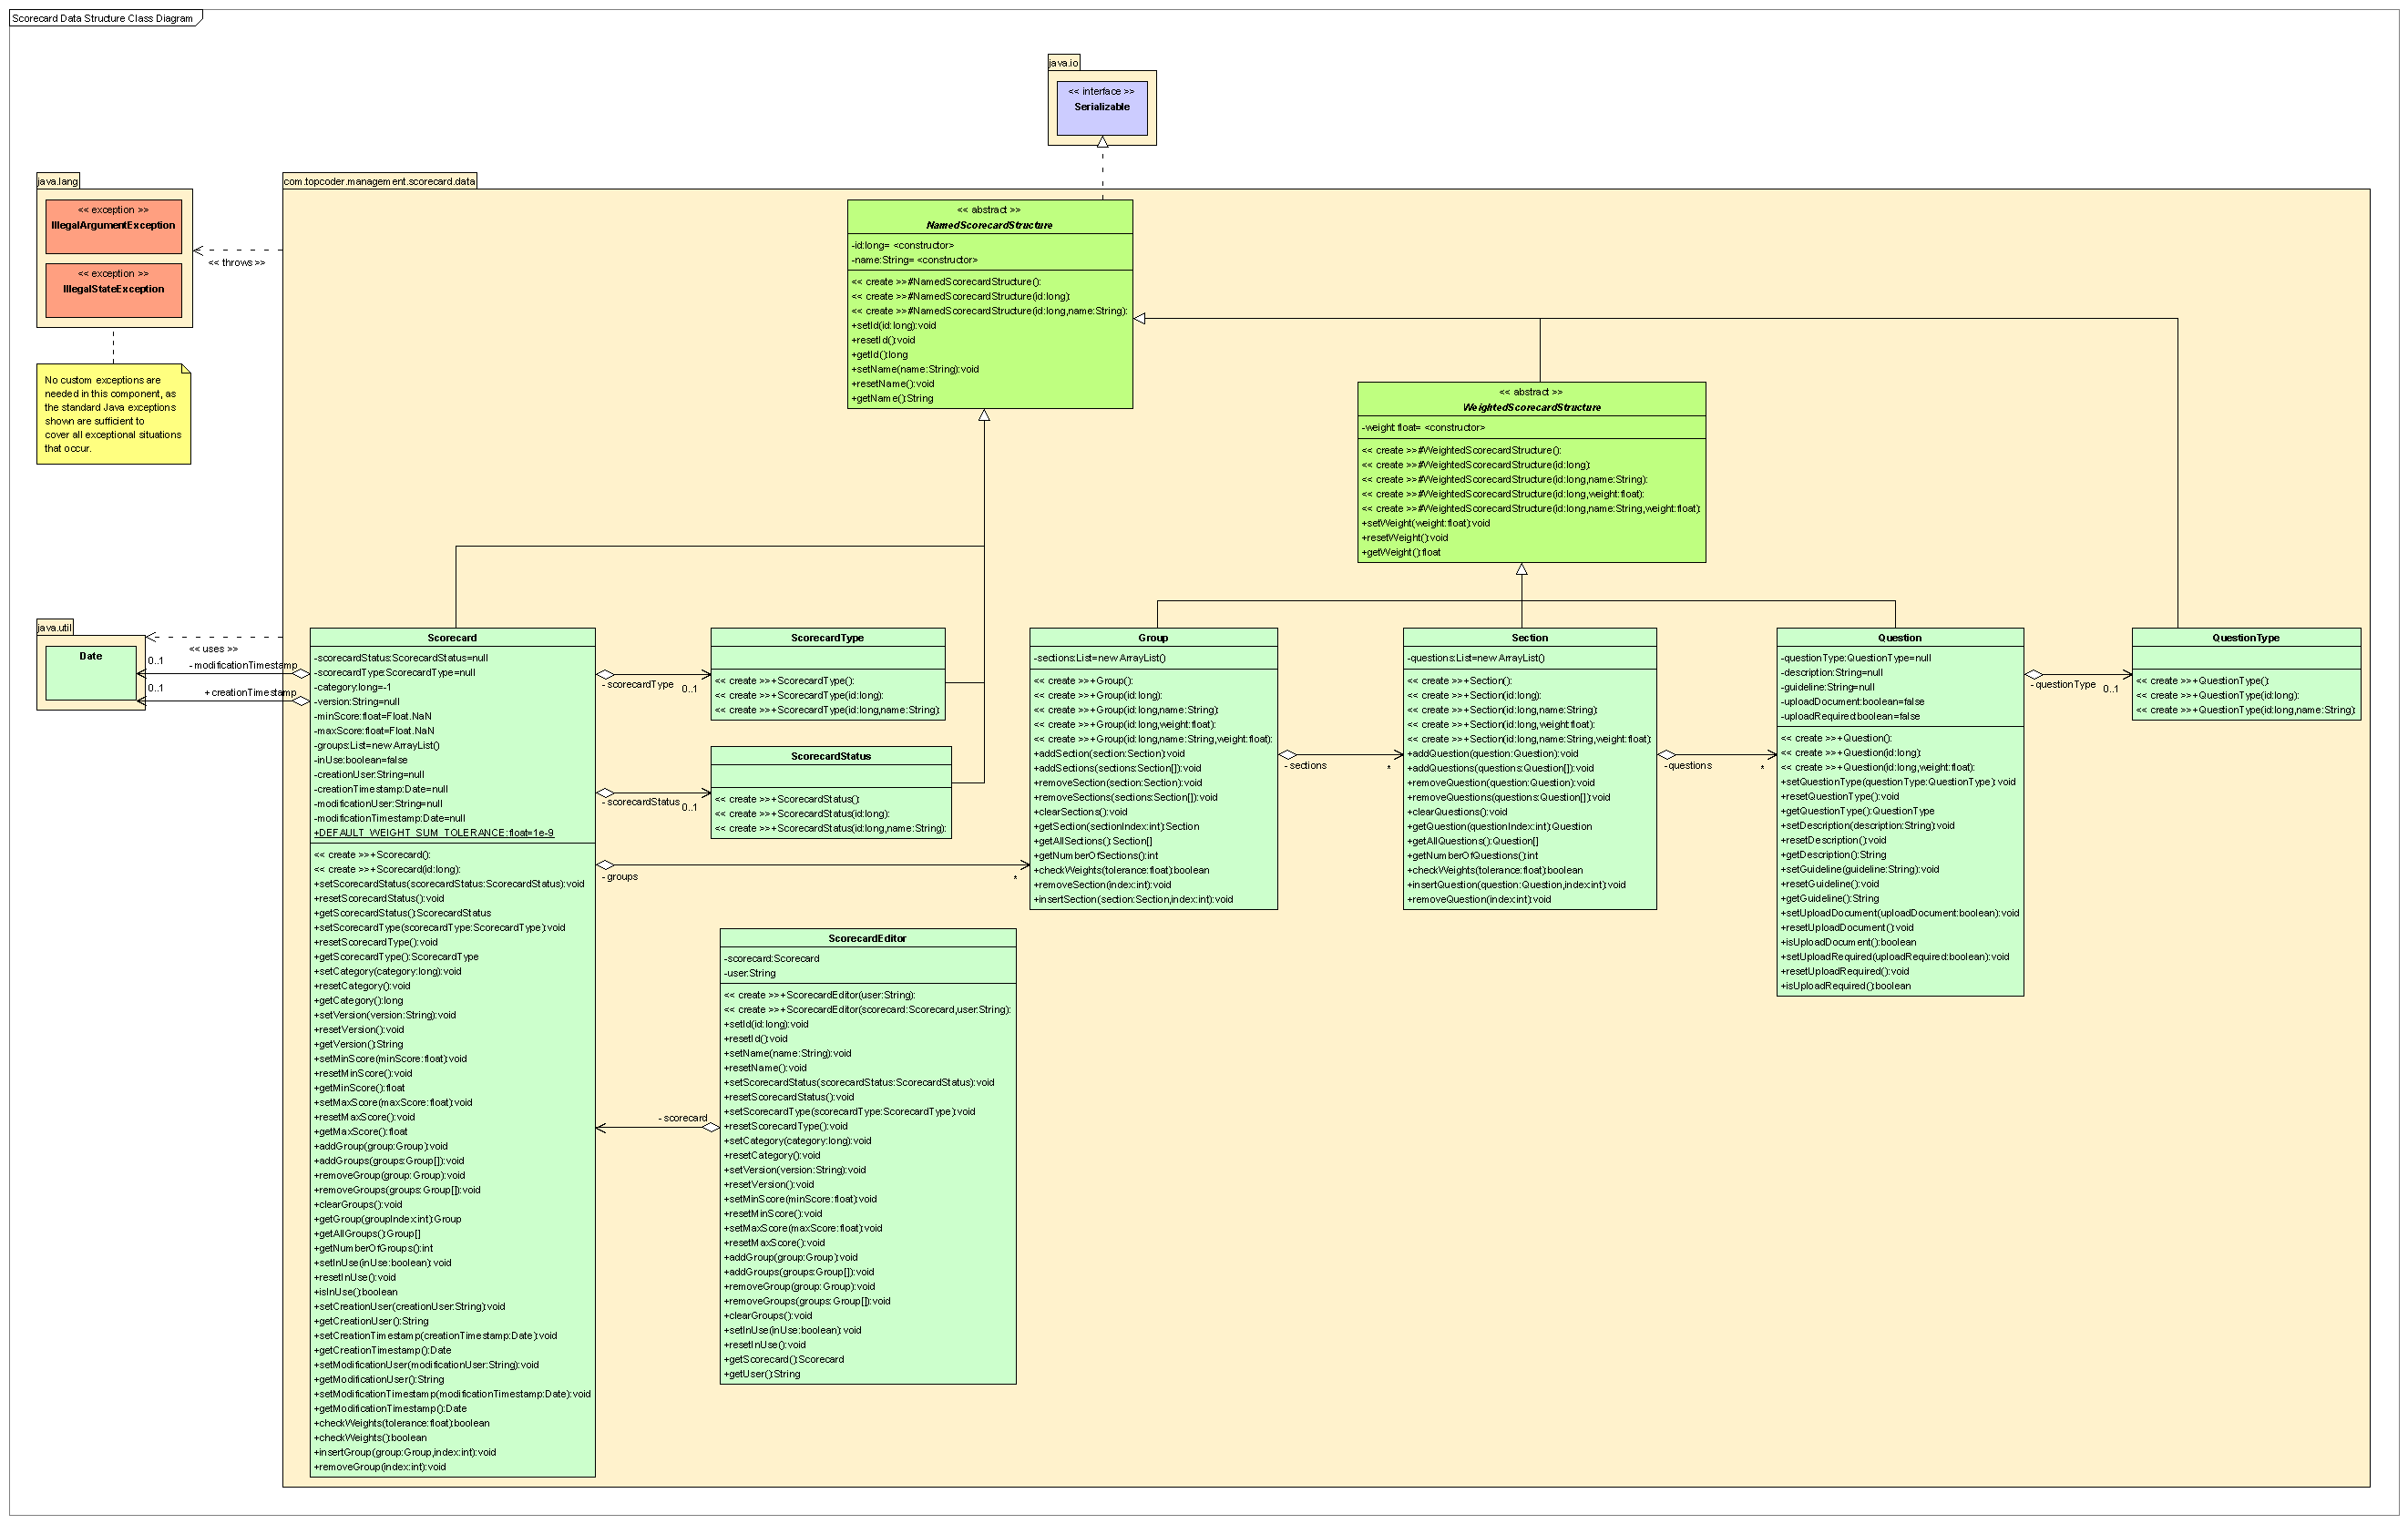 Scorecard Data Structure Class Diagram
java.io
<< interface >>
Serializable
java.lang
<< exception >>
IllegalArgumentException
<< exception >>
IllegalStateException
<< throws >>
No custom exceptions are
needed in this component, as
the standard Java exceptions
shown are sufficient to
cover all exceptional situations
that occur.
com.topcoder.management.scorecard.data
<< abstract >>
NamedScorecardStructure
-id:long= <constructor>
-name:String= <constructor>
<< create >>#NamedScorecardStructure():
<< create >>#NamedScorecardStructure(id:long):
<< create >>#NamedScorecardStructure(id:long,name:String):
+setId(id:long):void
+resetId():void
+getId():long
+setName(name:String):void
+resetName():void
+getName():String
<< abstract >>
WeightedScorecardStructure
-weight:float= <constructor>
<< create >>#WeightedScorecardStructure():
<< create >>#WeightedScorecardStructure(id:long):
<< create >>#WeightedScorecardStructure(id:long,name:String):
<< create >>#WeightedScorecardStructure(id:long,weight:float):
<< create >>#WeightedScorecardStructure(id:long,name:String,weight:float):
+setWeight(weight:float):void
+resetWeight():void
+getWeight():float
java.util
Date
<< uses >>
0..1
- modificationTimestamp
0..1
+ creationTimestamp
Scorecard
-scorecardStatus:ScorecardStatus=null
-scorecardType:ScorecardType=null
-category:long=-1
-version:String=null
-minScore:float=Float.NaN
-maxScore:float=Float.NaN
-groups:List=new ArrayList()
-inUse:boolean=false
-creationUser:String=null
-creationTimestamp:Date=null
-modificationUser:String=null
-modificationTimestamp:Date=null
+DEFAULT_WEIGHT_SUM_TOLERANCE:float=1e-9
<< create >>+Scorecard():
<< create >>+Scorecard(id:long):
+setScorecardStatus(scorecardStatus:ScorecardStatus):void
+resetScorecardStatus():void
+getScorecardStatus():ScorecardStatus
+setScorecardType(scorecardType:ScorecardType):void
+resetScorecardType():void
+getScorecardType():ScorecardType
+setCategory(category:long):void
+resetCategory():void
+getCategory():long
+setVersion(version:String):void
+resetVersion():void
+getVersion():String
+setMinScore(minScore:float):void
+resetMinScore():void
+getMinScore():float
+setMaxScore(maxScore:float):void
+resetMaxScore():void
+getMaxScore():float
+addGroup(group:Group):void
+addGroups(groups:Group[]):void
+removeGroup(group:Group):void
+removeGroups(groups:Group[]):void
+clearGroups():void
+getGroup(groupIndex:int):Group
+getAllGroups():Group[]
+getNumberOfGroups():int
+setInUse(inUse:boolean):void
+resetInUse():void
+isInUse():boolean
+setCreationUser(creationUser:String):void
+getCreationUser():String
+setCreationTimestamp(creationTimestamp:Date):void
+getCreationTimestamp():Date
+setModificationUser(modificationUser:String):void
+getModificationUser():String
+setModificationTimestamp(modificationTimestamp:Date):void
+getModificationTimestamp():Date
+checkWeights(tolerance:float):boolean
+checkWeights():boolean
+insertGroup(group:Group,index:int):void
+removeGroup(index:int):void
- scorecardType
0..1
- scorecardStatus
0..1
- groups
*
ScorecardType
<< create >>+ScorecardType():
<< create >>+ScorecardType(id:long):
<< create >>+ScorecardType(id:long,name:String):
ScorecardStatus
<< create >>+ScorecardStatus():
<< create >>+ScorecardStatus(id:long):
<< create >>+ScorecardStatus(id:long,name:String):
- scorecard
ScorecardEditor
-scorecard:Scorecard
-user:String
<< create >>+ScorecardEditor(user:String):
<< create >>+ScorecardEditor(scorecard:Scorecard,user:String):
+setId(id:long):void
+resetId():void
+setName(name:String):void
+resetName():void
+setScorecardStatus(scorecardStatus:ScorecardStatus):void
+resetScorecardStatus():void
+setScorecardType(scorecardType:ScorecardType):void
+resetScorecardType():void
+setCategory(category:long):void
+resetCategory():void
+setVersion(version:String):void
+resetVersion():void
+setMinScore(minScore:float):void
+resetMinScore():void
+setMaxScore(maxScore:float):void
+resetMaxScore():void
+addGroup(group:Group):void
+addGroups(groups:Group[]):void
+removeGroup(group:Group):void
+removeGroups(groups:Group[]):void
+clearGroups():void
+setInUse(inUse:boolean):void
+resetInUse():void
+getScorecard():Scorecard
+getUser():String
Group
-sections:List=new ArrayList()
<< create >>+Group():
<< create >>+Group(id:long):
<< create >>+Group(id:long,name:String):
<< create >>+Group(id:long,weight:float):
<< create >>+Group(id:long,name:String,weight:float):
+addSection(section:Section):void
+addSections(sections:Section[]):void
+removeSection(section:Section):void
+removeSections(sections:Section[]):void
+clearSections():void
+getSection(sectionIndex:int):Section
+getAllSections():Section[]
+getNumberOfSections():int
+checkWeights(tolerance:float):boolean
+removeSection(index:int):void
+insertSection(section:Section,index:int):void
- sections
*
Section
-questions:List=new ArrayList()
<< create >>+Section():
<< create >>+Section(id:long):
<< create >>+Section(id:long,name:String):
<< create >>+Section(id:long,weight:float):
<< create >>+Section(id:long,name:String,weight:float):
+addQuestion(question:Question):void
+addQuestions(questions:Question[]):void
+removeQuestion(question:Question):void
+removeQuestions(questions:Question[]):void
+clearQuestions():void
+getQuestion(questionIndex:int):Question
+getAllQuestions():Question[]
+getNumberOfQuestions():int
+checkWeights(tolerance:float):boolean
+insertQuestion(question:Question,index:int):void
+removeQuestion(index:int):void
-questions
*
Question
-questionType:QuestionType=null
-description:String=null
-guideline:String=null
-uploadDocument:boolean=false
-uploadRequired:boolean=false
<< create >>+Question():
<< create >>+Question(id:long):
<< create >>+Question(id:long,weight:float):
+setQuestionType(questionType:QuestionType):void
+resetQuestionType():void
+getQuestionType():QuestionType
+setDescription(description:String):void
+resetDescription():void
+getDescription():String
+setGuideline(guideline:String):void
+resetGuideline():void
+getGuideline():String
+setUploadDocument(uploadDocument:boolean):void
+resetUploadDocument():void
+isUploadDocument():boolean
+setUploadRequired(uploadRequired:boolean):void
+resetUploadRequired():void
+isUploadRequired():boolean
- questionType
0..1
QuestionType
<< create >>+QuestionType():
<< create >>+QuestionType(id:long):
<< create >>+QuestionType(id:long,name:String):